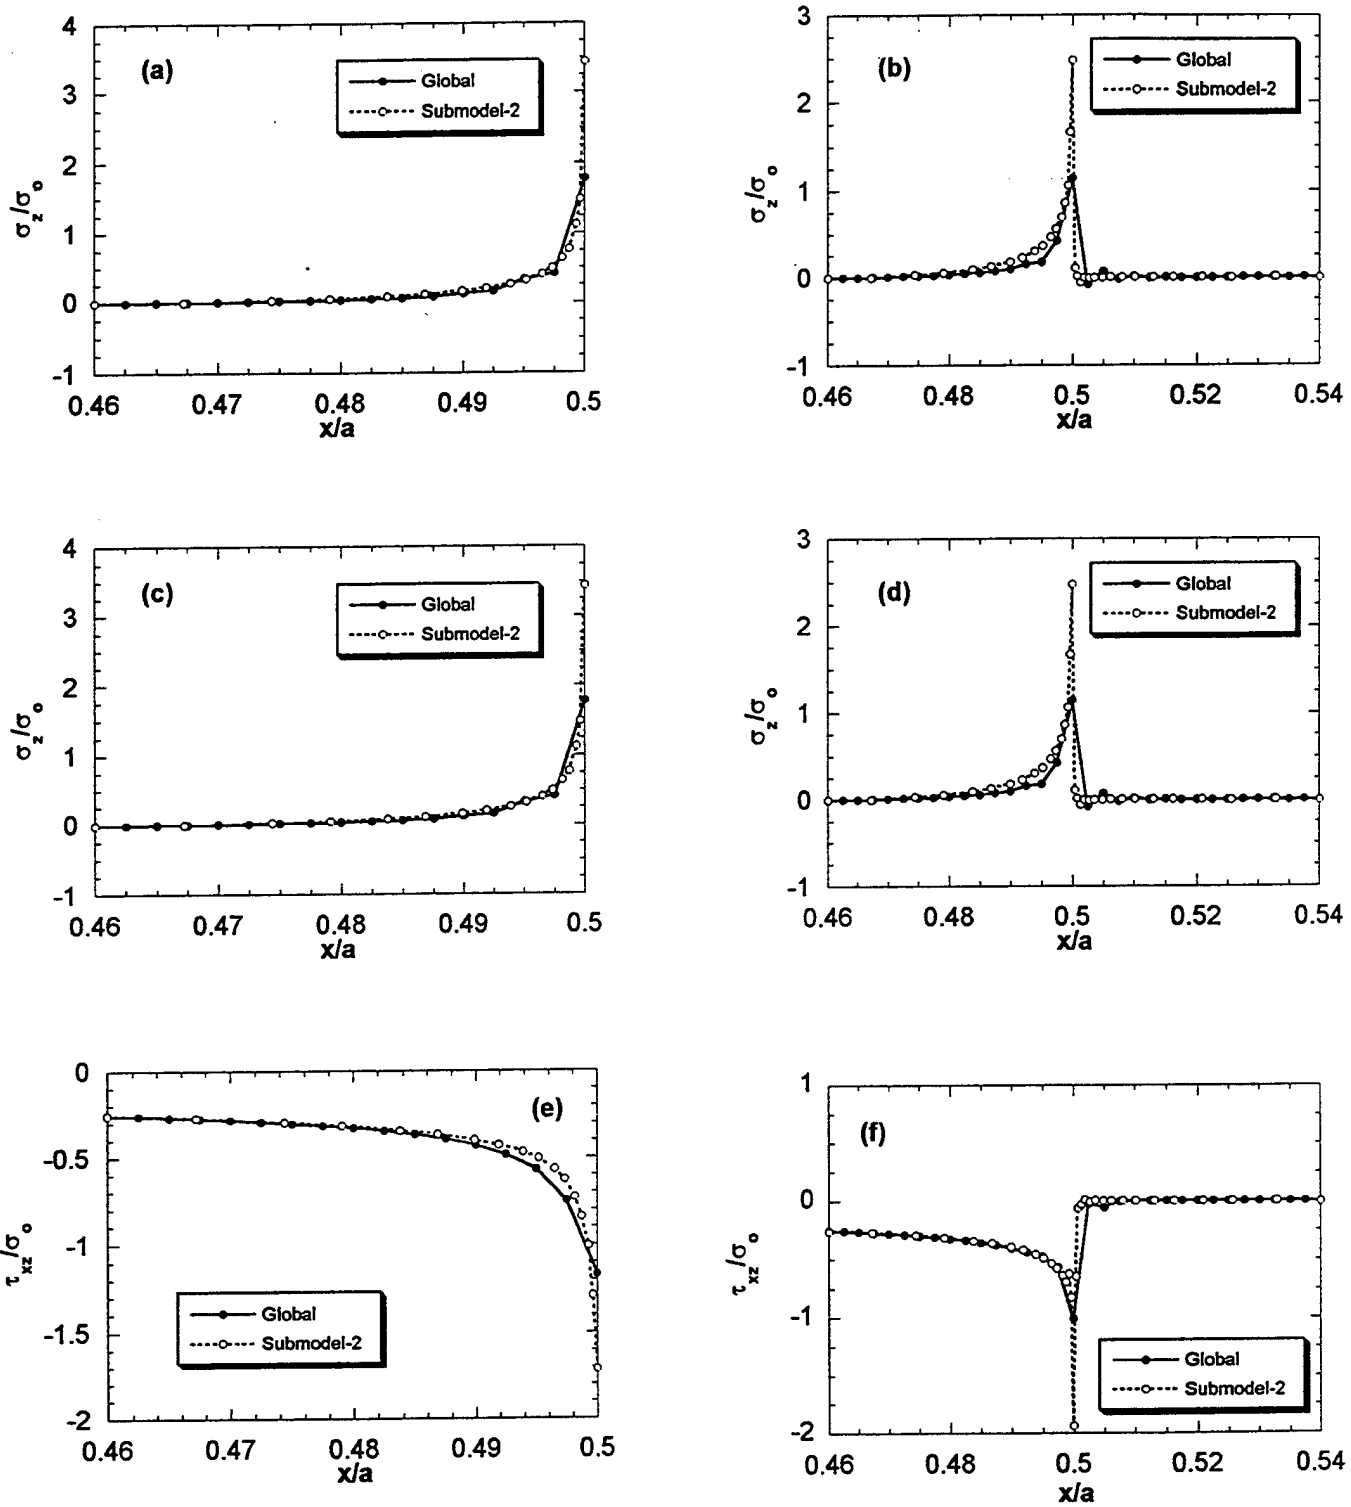 4
3
2
1
0
-1
σz/σo
(a)
Global
Submodel-2
0.46
0.47
0.48
0.49
0.5
x/a
3
2
1
0
-1
σz/σo
(b)
Global
Submodel-2
0.46
0.48
0.5
0.52
0.54
x/a
4
3
2
1
0
-1
σz/σo
(c)
Global
Submodel-2
0.46
0.47
0.48
0.49
0.5
x/a
3
2
1
0
-1
σz/σo
(d)
Global
Submodel-2
0.46
0.48
0.5
0.52
0.54
x/a
0
-0.5
-1
-1.5
-2
τxz/σo
(e)
Global
Submodel-2
0.46
0.47
0.48
0.49
0.5
x/a
1
0
-1
-2
τxz/σo
(f)
Global
Submodel-2
0.46
0.48
0.5
0.52
0.54
x/a